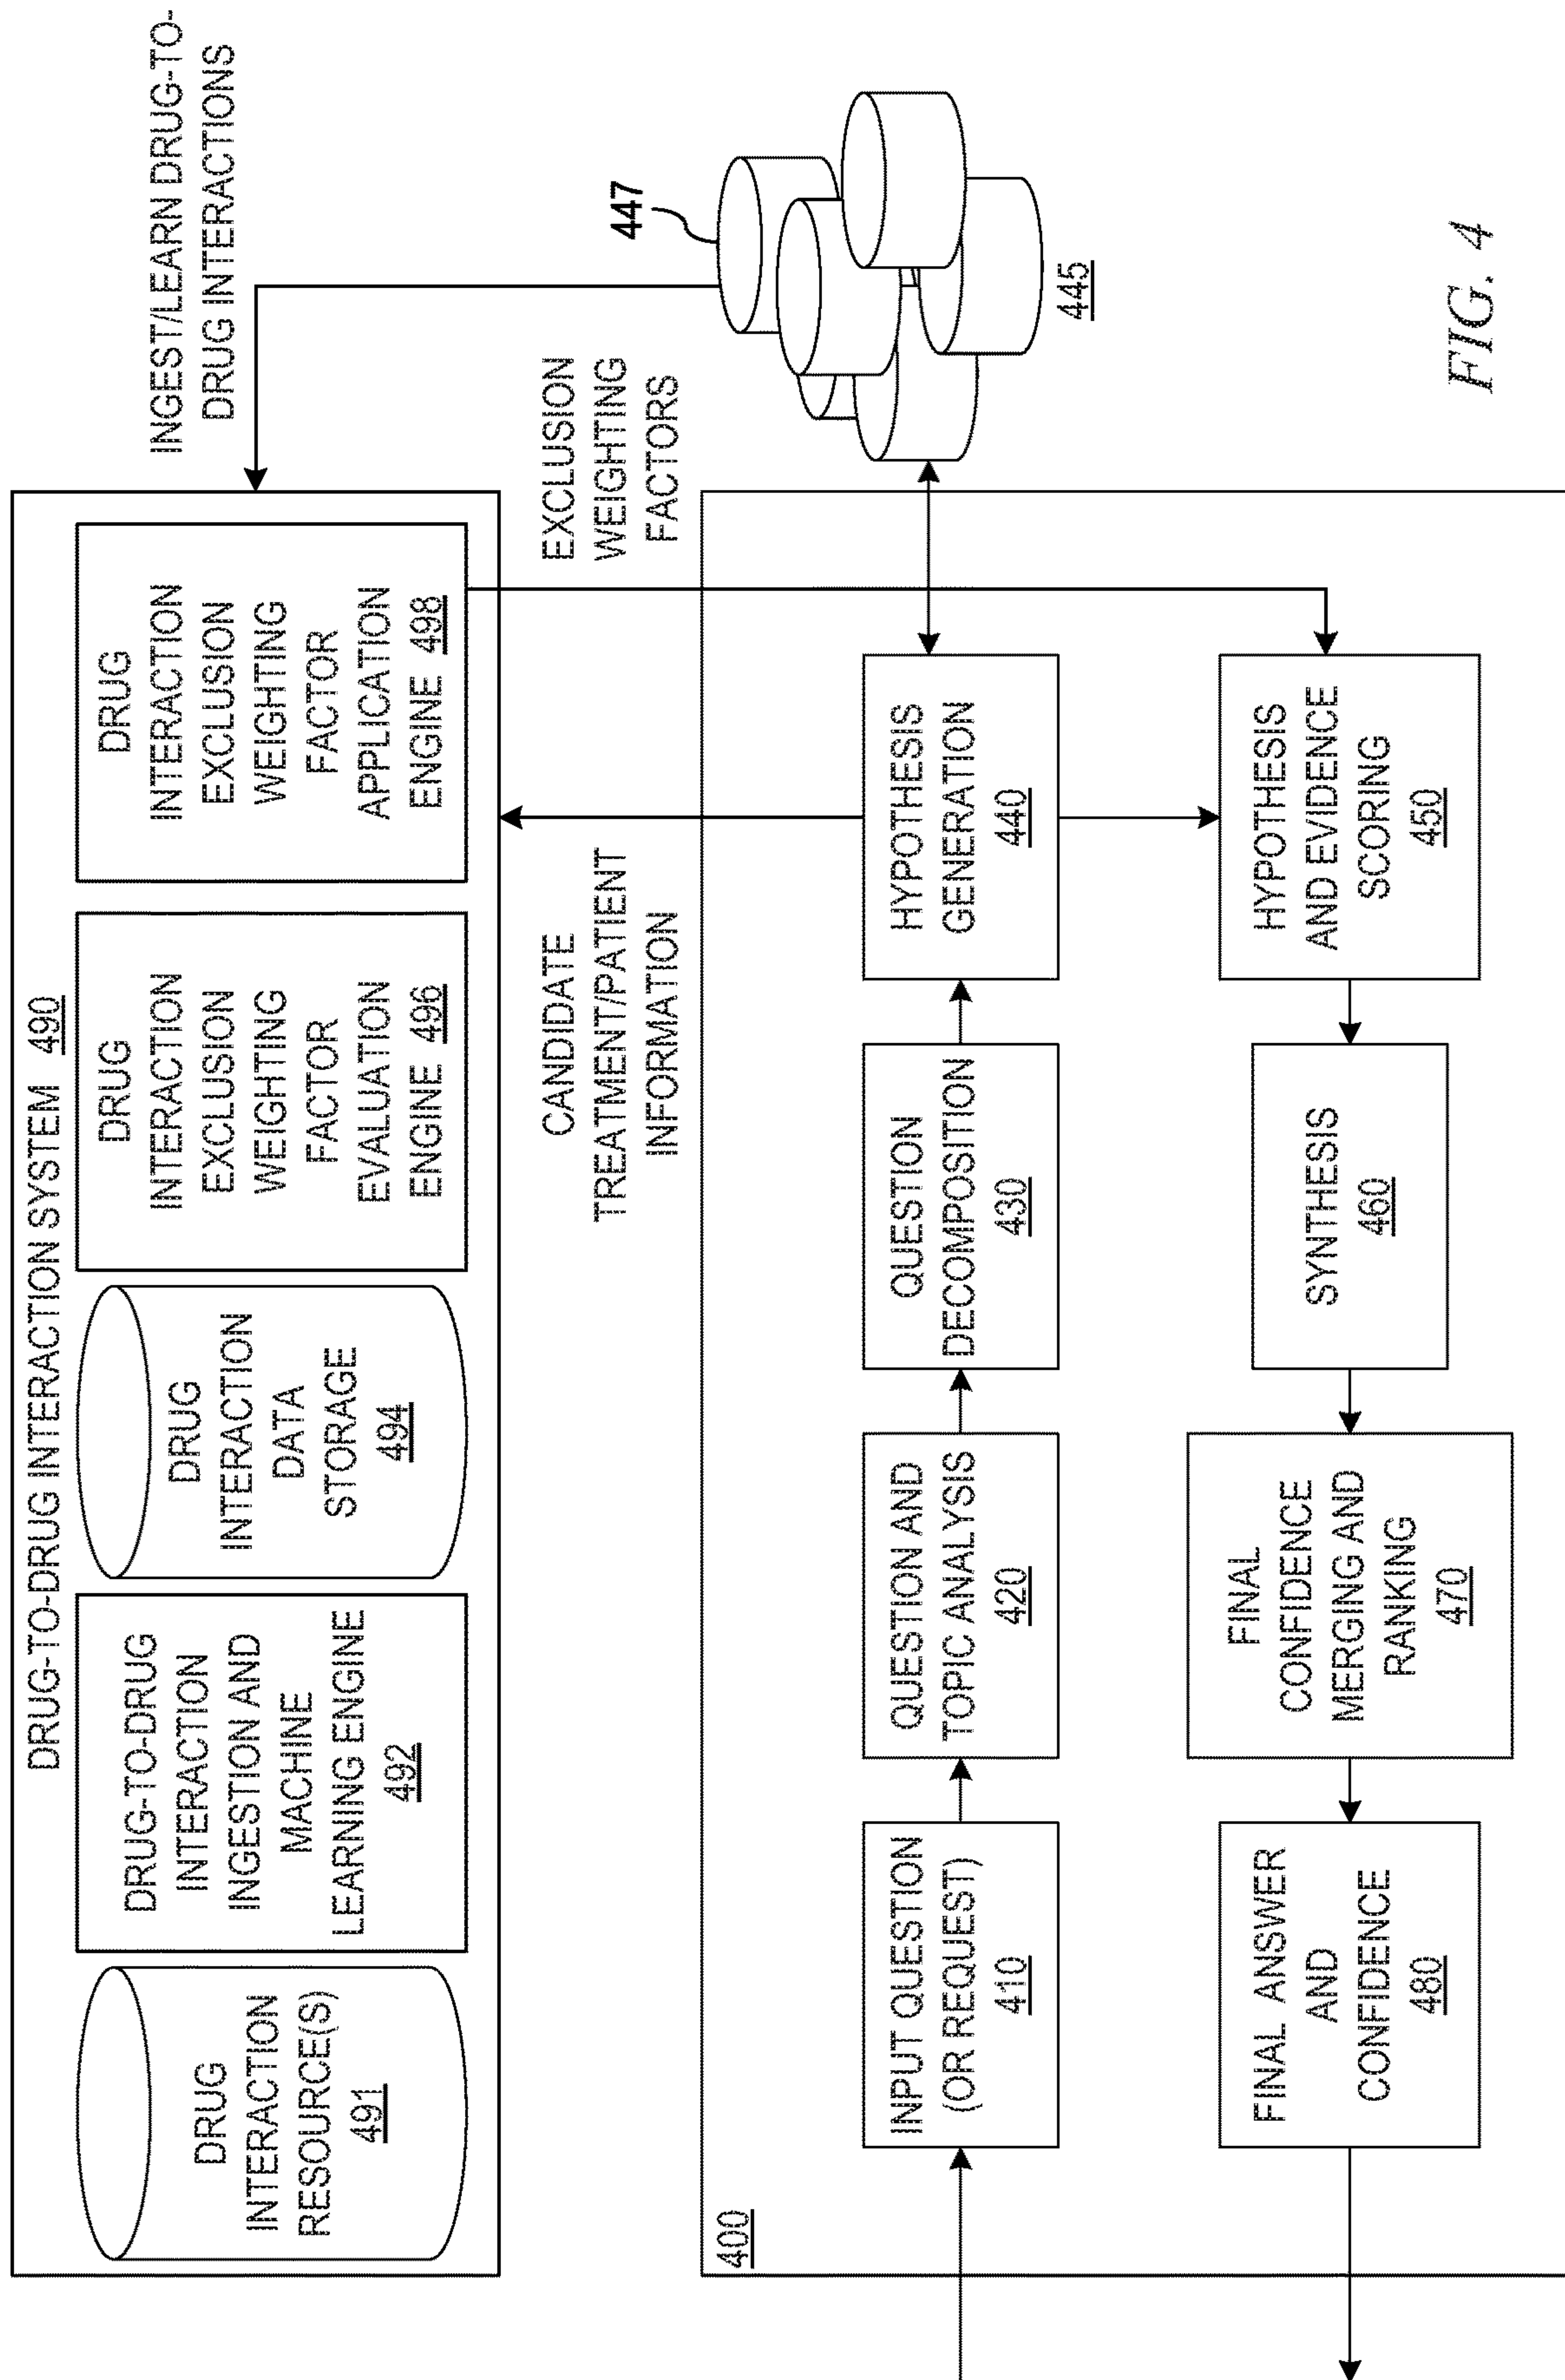 DRUG-TO-DRUG INTERACTION SYSTEM 490
DRUG
INTERACTION
RESOURCE(S)
491
DRUG-TO-DRUG
INTERACTION
INGESTION AND
MACHINE
LEARNING ENGINE
492
DRUG
INTERACTION
DATA
STORAGE
494
DRUG
INTERACTION
EXCLUSION
WEIGHTING
FACTOR
EVALUATION
ENGINE 496
DRUG
INTERACTION
EXCLUSION
WEIGHTING
FACTOR
APPLICATION
ENGINE 498
INGEST/LEARN DRUG-TO-
DRUG INTERACTIONS
CANDIDATE
TREATMENT/PATIENT
INFORMATION
EXCLUSION
WEIGHTING
FACTORS
447
445
400
INPUT QUESTION
(OR REQUEST)
410
QUESTION AND
TOPIC ANALYSIS
420
QUESTION
DECOMPOSITION
430
HYPOTHESIS
GENERATION
440
FINAL ANSWER
AND
CONFIDENCE
480
FINAL
CONFIDENCE
MERGING AND
RANKING
470
SYNTHESIS
460
HYPOTHESIS
AND EVIDENCE
SCORING
450
FIG. 4